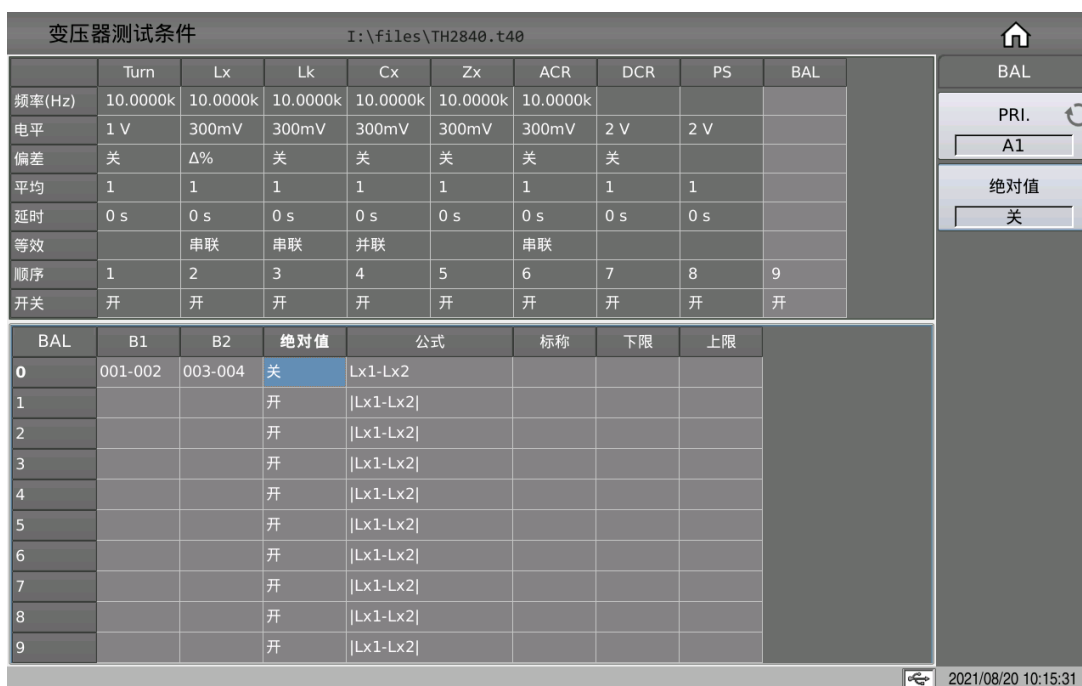 变压器测试条件 I:\files\TH2840.t40
Turn Lx Lk Cx Zx ACR DCR PS BAL
频率(Hz) 10.0000k 10.0000k 10.0000k 10.0000k 10.0000k 10.0000k
电平 1 V 300mV 300mV 300mV 300mV 300mV 2 V 2 V
偏差 关 Δ% 关 关 关 关 关
平均 1 1 1 1 1 1 1 1
延时 0 s 0 s 0 s 0 s 0 s 0 s 0 s 0 s
等效 串联 串联 并联 串联
顺序 1 2 3 4 5 6 7 8 9
开关 开 开 开 开 开 开 开 开 开
BAL B1 B2 绝对值 公式 标称 下限 上限
0 001-002 003-004 关 Lx1-Lx2
1 开 |Lx1-Lx2|
2 开 |Lx1-Lx2|
3 开 |Lx1-Lx2|
4 开 |Lx1-Lx2|
5 开 |Lx1-Lx2|
6 开 |Lx1-Lx2|
7 开 |Lx1-Lx2|
8 开 |Lx1-Lx2|
9 开 |Lx1-Lx2|
BAL
PRI.
A1
绝对值
关
2021/08/20 10:15:31